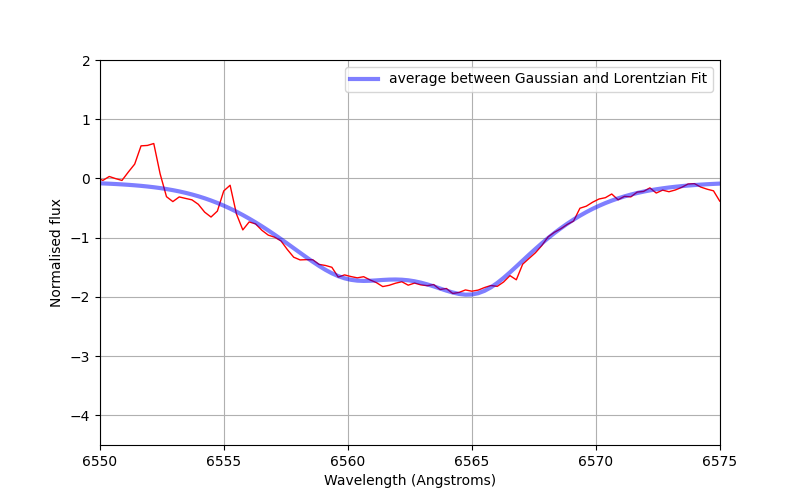 average between Gaussian and Lorentzian Fit
2
1
0
−1
−2
−3
−4
Normalised flux
6550 6555 6560 6565 6570 6575
Wavelength (Angstroms)